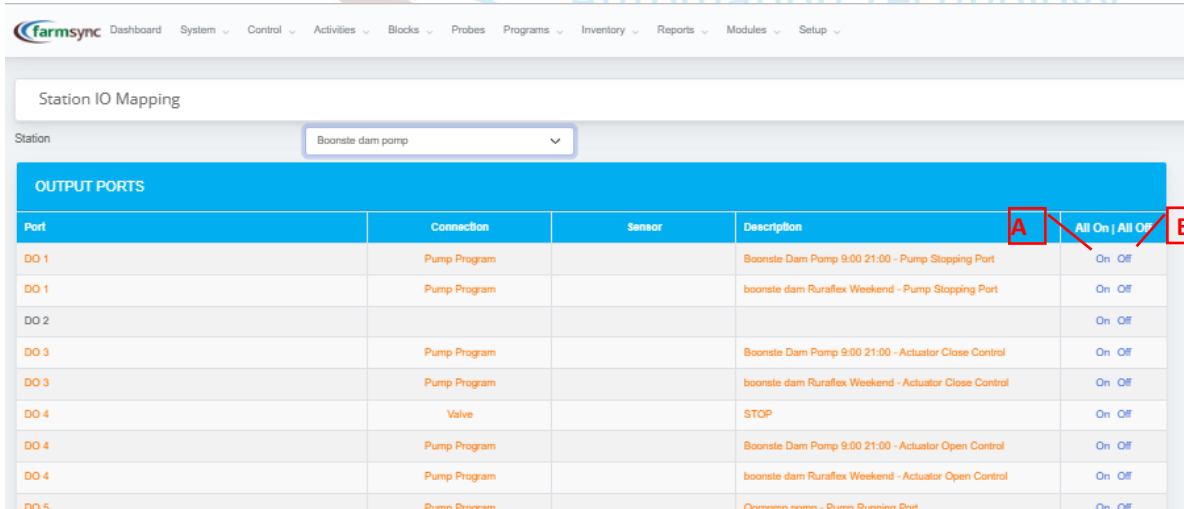 farmsync Dashboard System Control Activities Blocks Probes Programs Inventory Reports Modules Setup
Station IO Mapping
Station Boonste dam pomp
OUTPUT PORTS
Port Connection Sensor Description A All On | All Off
DO 1 Pump Program Boonste Dam Pomp 9:00 21:00 - Pump Stopping Port On Off
DO 1 Pump Program boonste dam Ruraflex Weekend - Pump Stopping Port On Off
DO 2 On Off
DO 3 Pump Program Boonste Dam Pomp 9:00 21:00 - Actuator Close Control On Off
DO 3 Pump Program boonste dam Ruraflex Weekend - Actuator Close Control On Off
DO 4 Valve STOP On Off
DO 4 Pump Program Boonste Dam Pomp 9:00 21:00 - Actuator Open Control On Off
DO 4 Pump Program boonste dam Ruraflex Weekend - Actuator Open Control On Off
DO 5 Pump Program pomp - Pump Running Port On Off